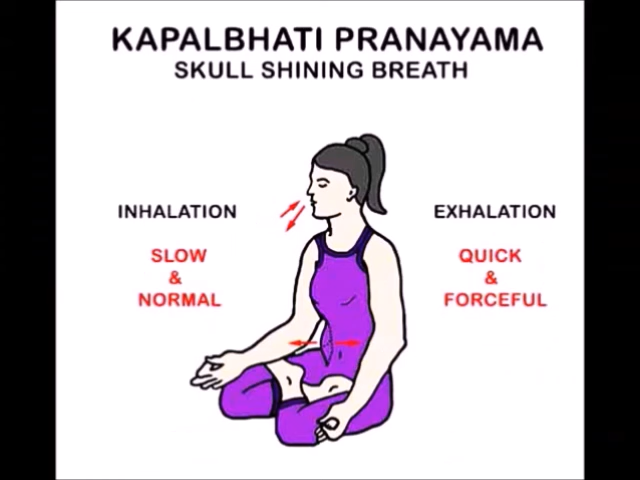 KAPALBHATI PRANAYAMA
SKULL SHINING BREATH
INHALATION
SLOW
&
NORMAL
EXHALATION
QUICK
&
FORCEFUL